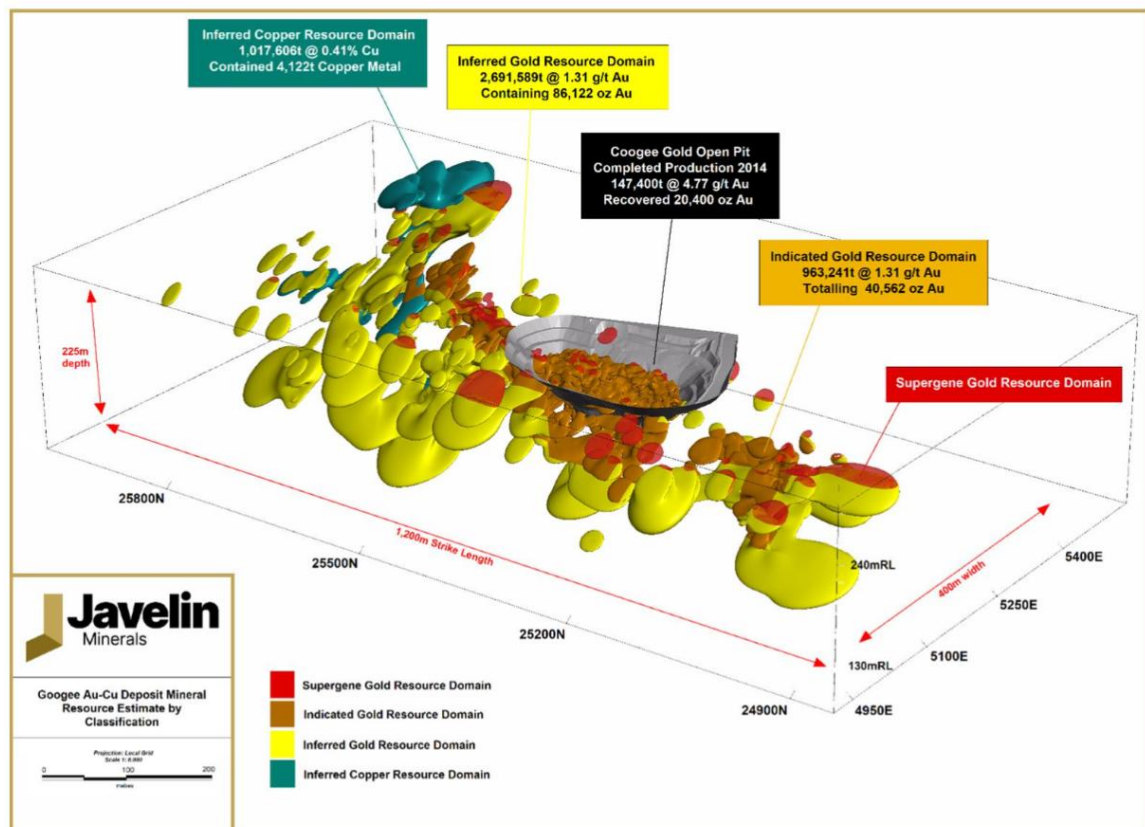 Inferred Copper Resource Domain
1,017,606t @ 0.41% Cu
Contained 4,122t Copper Metal
Inferred Gold Resource Domain
2,691,589t @ 1.31 g/t Au
Containing 86,122 oz Au
Coogee Gold Open Pit
Completed Production 2014
147,400t @ 4.77 g/t Au
Recovered 20,400 oz Au
Indicated Gold Resource Domain
963,241t @ 1.31 g/t Au
Totalling 40,562 oz Au
Supergene Gold Resource Domain
225m
depth
25800N
1,200m Strike Length
25500N
25200N
24900N
240mRL
130mRL
400m width
5400E
5250E
5100E
4950E
Javelin
Minerals
Googee Au-Cu Deposit Mineral
Resource Estimate by
Classification
Projection: Local Grid
Scale 1: 6,000
0 100 200
metres
Supergene Gold Resource Domain
Indicated Gold Resource Domain
Inferred Gold Resource Domain
Inferred Copper Resource Domain